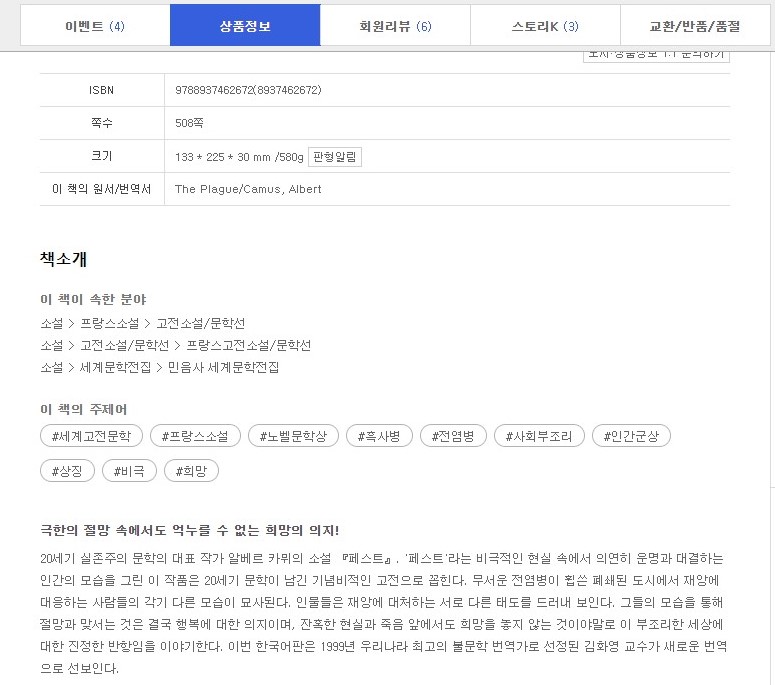 이벤트 (4) 상품정보 회원리뷰 (6) 스토리K (3) 교환/반품/품절
도서·상품정보 1:1 문의하기
ISBN 9788937462672(8937462672)
쪽수 508쪽
크기 133 * 225 * 30 mm /580g 판형알림
이 책의 원서/번역서 The Plague/Camus, Albert
책소개
이 책이 속한 분야
소설 > 프랑스소설 > 고전소설/문학선
소설 > 고전소설/문학선 > 프랑스고전소설/문학선
소설 > 세계문학전집 > 민음사 세계문학전집
이 책의 주제어
#세계고전문학 #프랑스소설 #노벨문학상 #흑사병 #전염병 #사회부조리 #인간군상
#상징 #비극 #희망
극한의 절망 속에서도 억누를 수 없는 희망의 의지!
20세기 실존주의 문학의 대표 작가 알베르 카뮈의 소설 『페스트』. '페스트'라는 비극적인 현실 속에서 의연히 운명과 대결하는
인간의 모습을 그린 이 작품은 20세기 문학이 남긴 기념비적인 고전으로 꼽힌다. 무서운 전염병이 휩쓴 폐쇄된 도시에서 재앙에
대응하는 사람들의 각기 다른 모습이 묘사된다. 인물들은 재앙에 대처하는 서로 다른 태도를 드러내 보인다. 그들의 모습을 통해
절망과 맞서는 것은 결국 행복에 대한 의지이며, 잔혹한 현실과 죽음 앞에서도 희망을 놓지 않는 것이야말로 이 부조리한 세상에
대한 진정한 반항임을 이야기한다. 이번 한국어판은 1999년 우리나라 최고의 불문학 번역가로 선정된 김화영 교수가 새로운 번역
으로 선보인다.